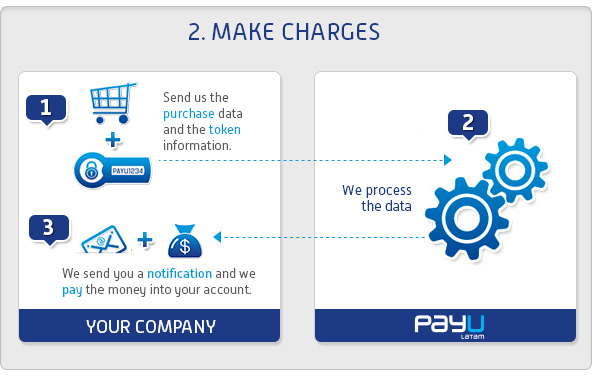 2. MAKE CHARGES
1
Send us the
purchase data
and the token
information.
PAYU1234
2
We process
the data
3
@
$
We send you a notification and we
pay the money into your account.
YOUR COMPANY
PAYU
LATAM